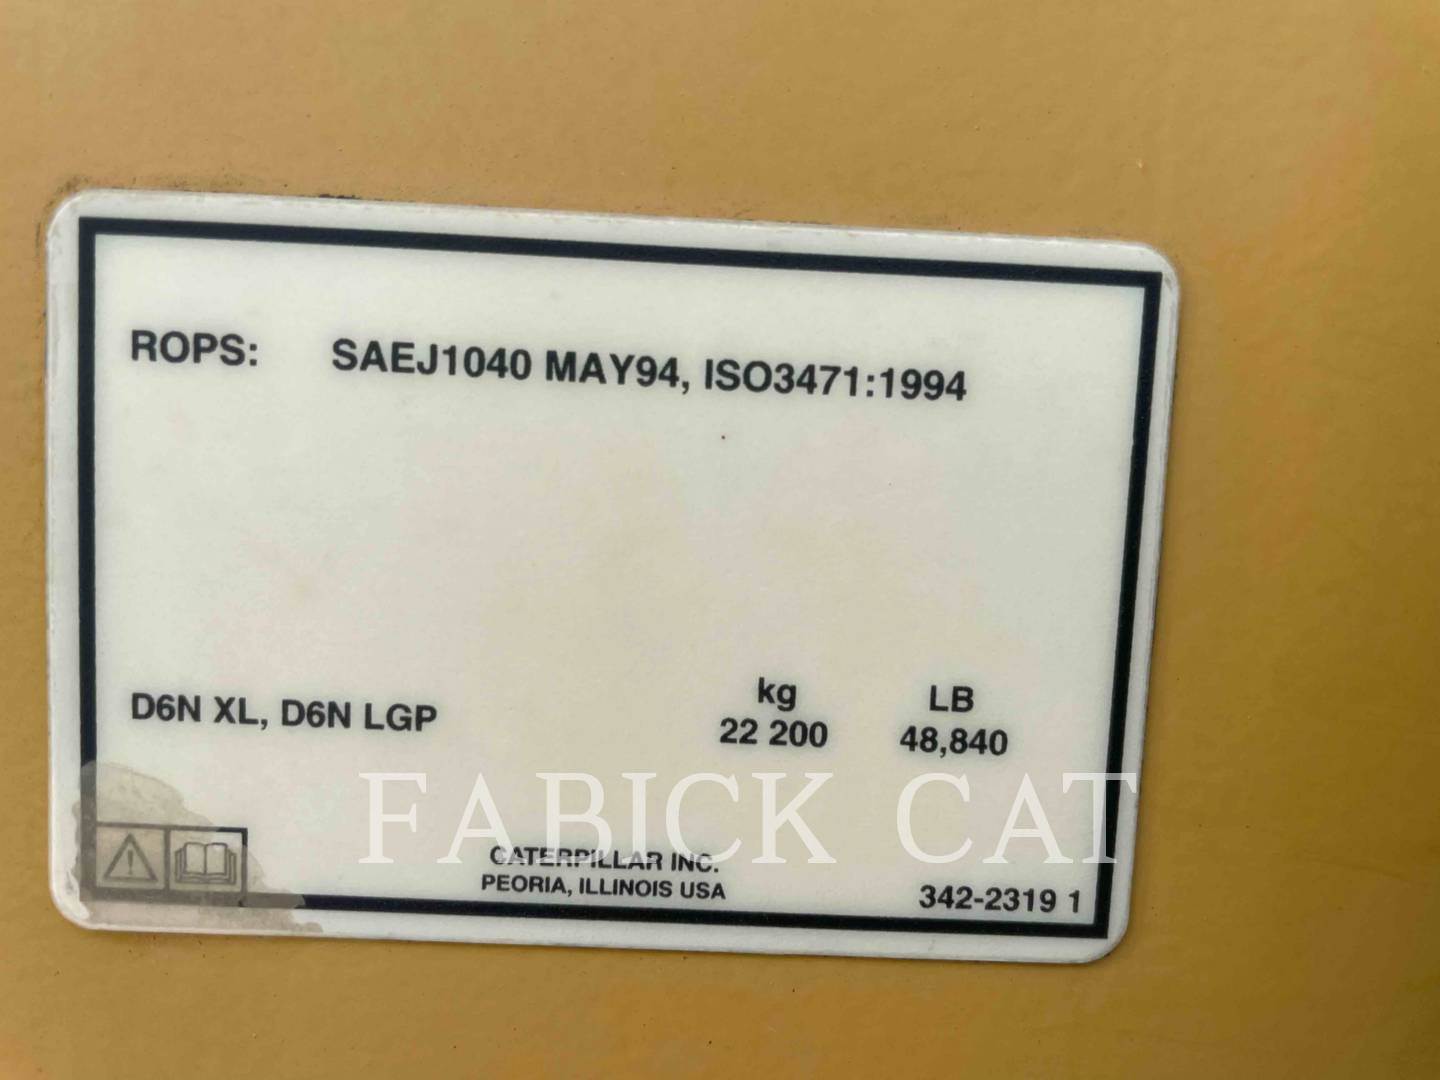 ROPS: SAEJ1040 MAY94, ISO3471:1994
kg LB
D6N XL, D6N LGP 22 200 48,840
FABICK CAT
CATERPILLAR INC.
PEORIA, ILLINOIS USA
342-2319 1